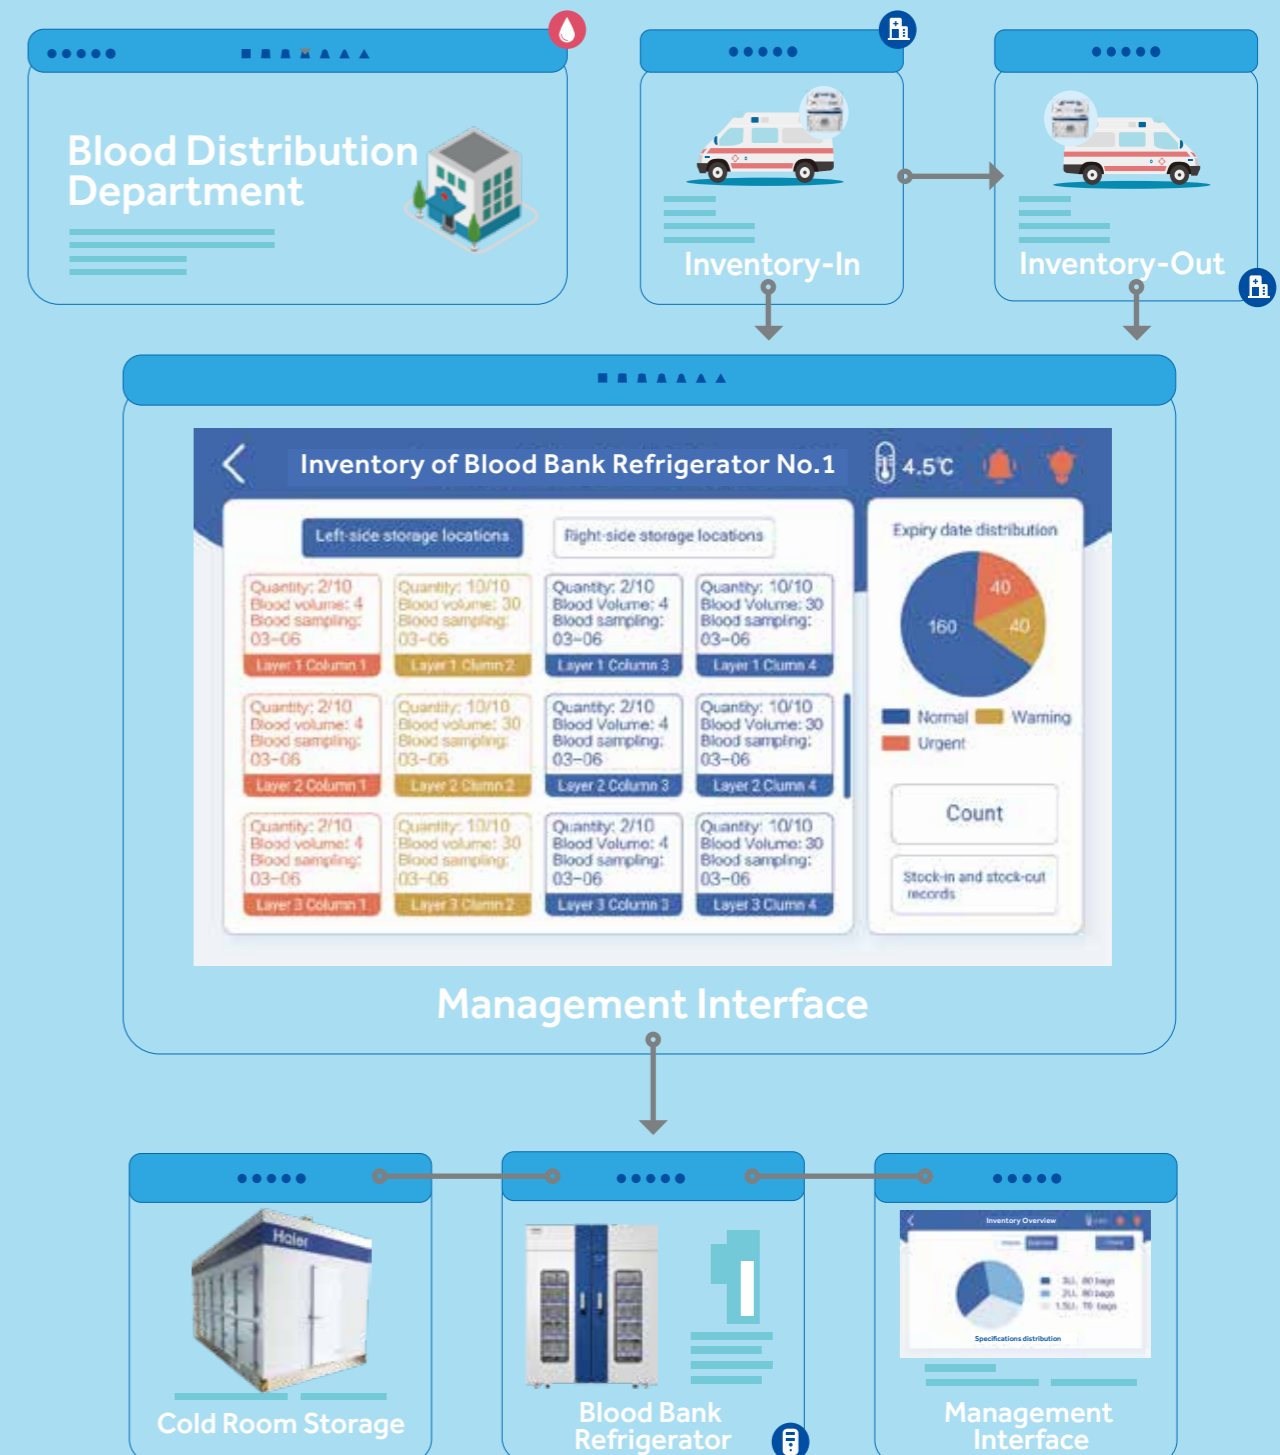 Blood Distribution
Department
Inventory-In
Inventory-Out
Inventory of Blood Bank Refrigerator No.1
4.5℃
Left-side storage locations
Right-side storage locations
Quantity: 2/10
Blood volume: 4
Blood sampling:
03-06
Layer 1 Column 1
Quantity: 10/10
Blood volume: 30
Blood sampling:
03-06
Layer 1 Clumn 2
Quantity: 2/10
Blood Volume: 4
Blood sampling:
03-06
Layer 1 Column 3
Quantity: 10/10
Blood Volume: 30
Blood sampling:
03-06
Layer 1 Clumn 4
Quantity: 2/10
Blood volume: 4
Blood sampling:
03-06
Layer 2 Column 1
Quantity: 10/10
Blood volume: 30
Blood sampling:
03-06
Layer 2 Clumn 2
Quantity: 2/10
Blood Volume: 4
Blood sampling:
03-06
Layer 2 Column 3
Quantity: 10/10
Blood Volume: 30
Blood sampling:
03-06
Layer 2 Clumn 4
Quantity: 2/10
Blood volume: 4
Blood sampling:
03-06
Layer 3 Column 1
Quantity: 10/10
Blood volume: 30
Blood sampling:
03-06
Layer 3 Clumn 2
Quantity: 2/10
Blood Volume: 4
Blood sampling:
03-06
Layer 3 Column 3
Quantity: 10/10
Blood Volume: 30
Blood sampling:
03-06
Layer 3 Clumn 4
Expiry date distribution
40
160
40
Normal
Warning
Urgent
Count
Stock-in and stock-out
records
Management Interface
Haier
Cold Room Storage
Blood Bank
Refrigerator
Inventory Overview
80 bags
2U, 80 bags
1.5U, 70 bags
Specifications distribution
Management
Interface